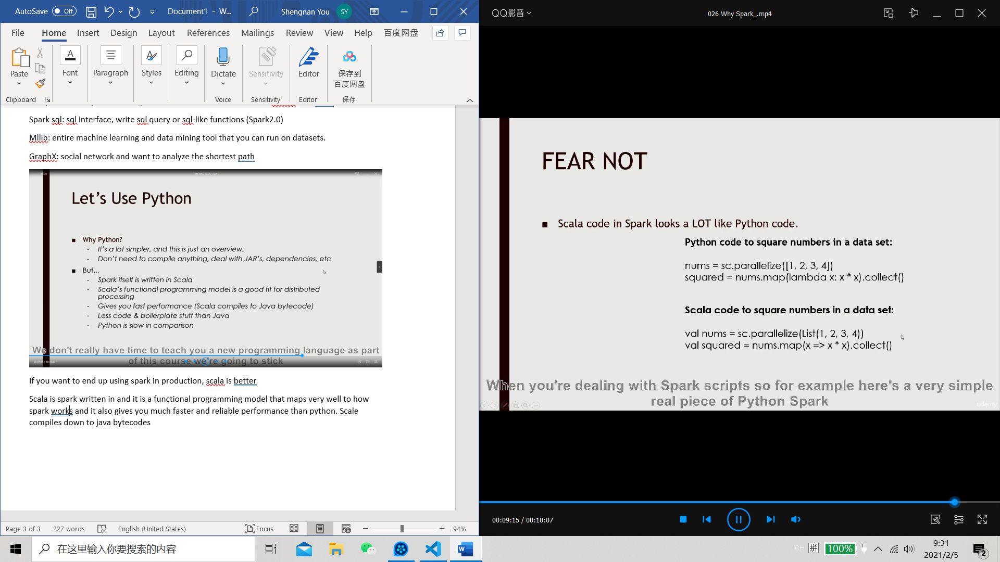 AutoSave Off Document1 - W... Shengnan You SY
File Home Insert Design Layout References Mailings Review View Help 百度网盘
Paste Font Paragraph Styles Editing Dictate Sensitivity Editor 保存到
百度网盘
Clipboard Voice Sensitivity Editor 保存
Spark sql: sql interface, write sql query or sql-like functions (Spark2.0)
Mllib: entire machine learning and data mining tool that you can run on datasets.
GraphX: social network and want to analyze the shortest path
Let's Use Python
■ Why Python?
- It's a lot simpler, and this is just an overview.
- Don't need to compile anything, deal with JAR's, dependencies, etc
■ But...
- Spark itself is written in Scala
- Scala's functional programming model is a good fit for distributed
processing
- Gives you fast performance (Scala compiles to Java bytecode)
- Less code & boilerplate stuff than Java
- Python is slow in comparison
We don't really have time to teach you a new programming language as part
of this course we're going to stick
If you want to end up using spark in production, scala is better
Scala is spark written in and it is a functional programming model that maps very well to how
spark works and it also gives you much faster and reliable performance than python. Scale
compiles down to java bytecodes
Page 3 of 3 227 words English (United States) Focus 94%
QQ影音 026 Why Spark_.mp4
FEAR NOT
■ Scala code in Spark looks a LOT like Python code.
Python code to square numbers in a data set:
nums = sc.parallelize([1, 2, 3, 4])
squared = nums.map(lambda x: x * x).collect()
Scala code to square numbers in a data set:
val nums = sc.parallelize(List(1, 2, 3, 4))
val squared = nums.map(x => x * x).collect()
When you're dealing with Spark scripts so for example here's a very simple
real piece of Python Spark
udemy
00:09:15 / 00:10:07
在这里输入你要搜索的内容
CH 拼 100% 9:31
2021/2/5 2